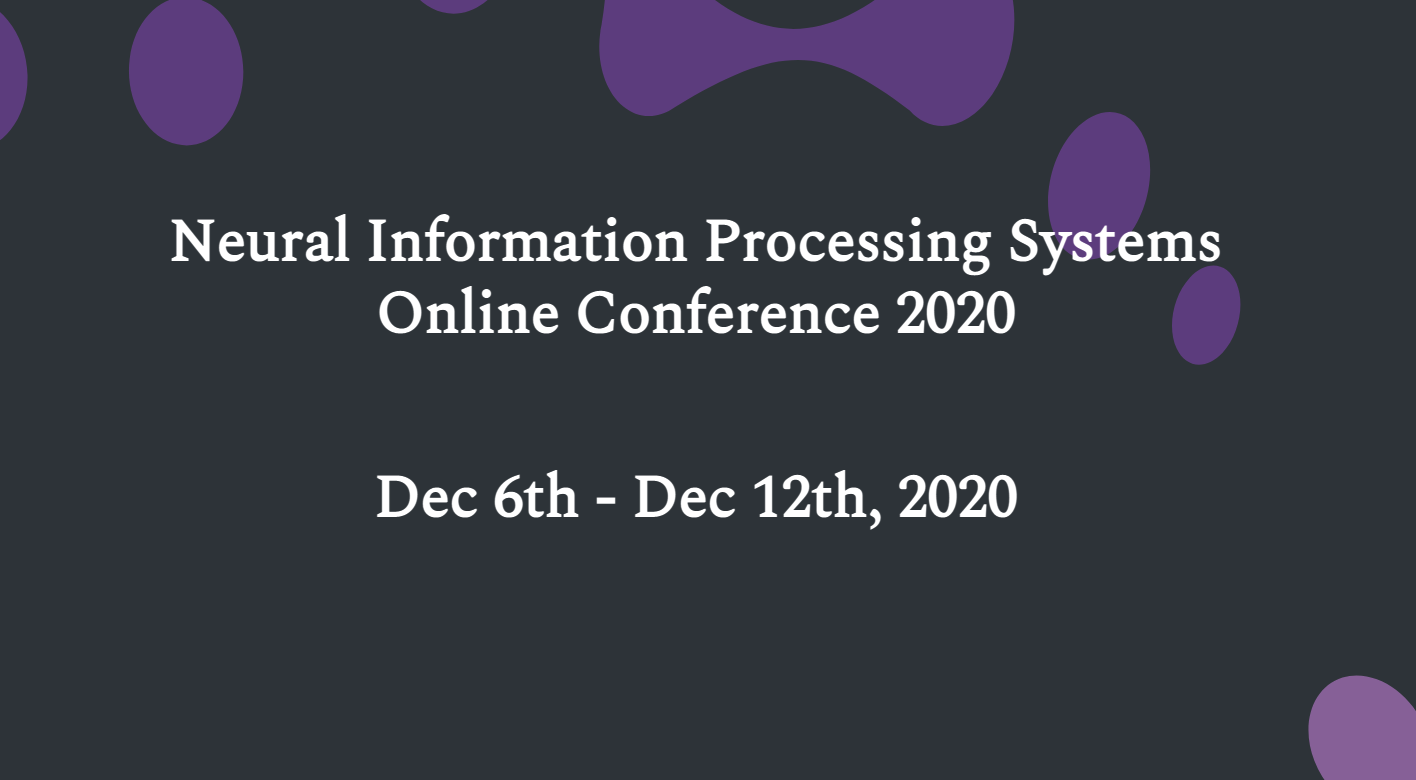 Neural Information Processing Systems
Online Conference 2020
Dec 6th - Dec 12th, 2020